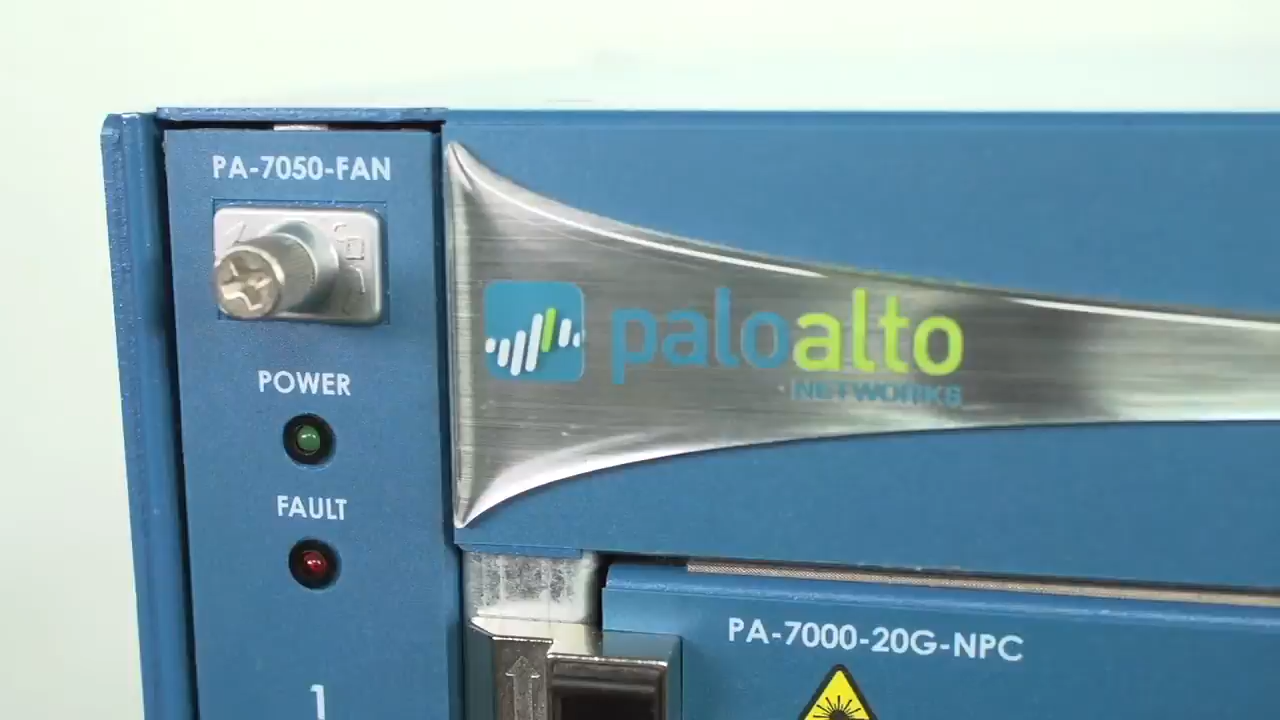 PA-7050-FAN
paloalto
NETWORKS
POWER
FAULT
PA-7000-20G-NPC
1